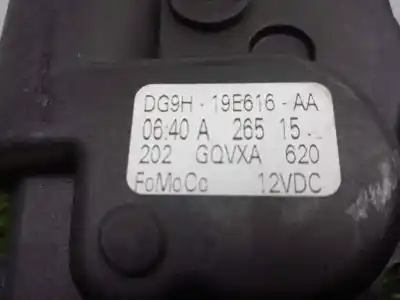 DG9H - 19E616 - AA
06:40 A 265 15
202 GQVXA 620
FoMoCo 12VDC